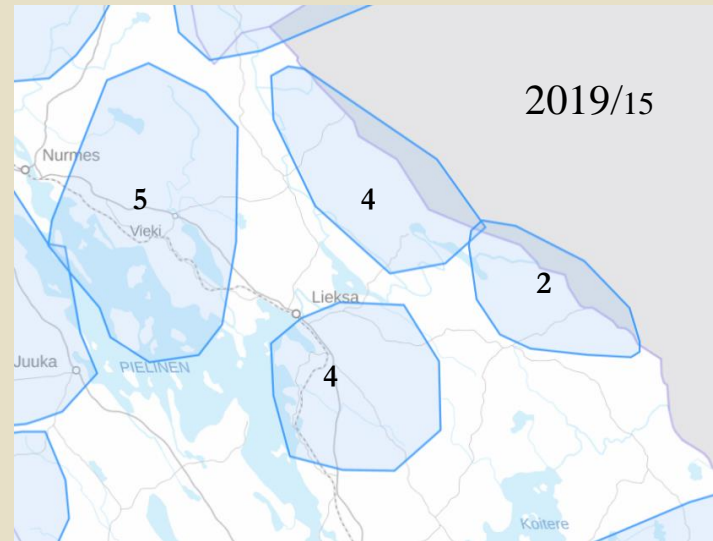 2019/15
Nurmes
5
4
Vieki
2
Lieksa
Juuka
PIELINEN
4
Koitere